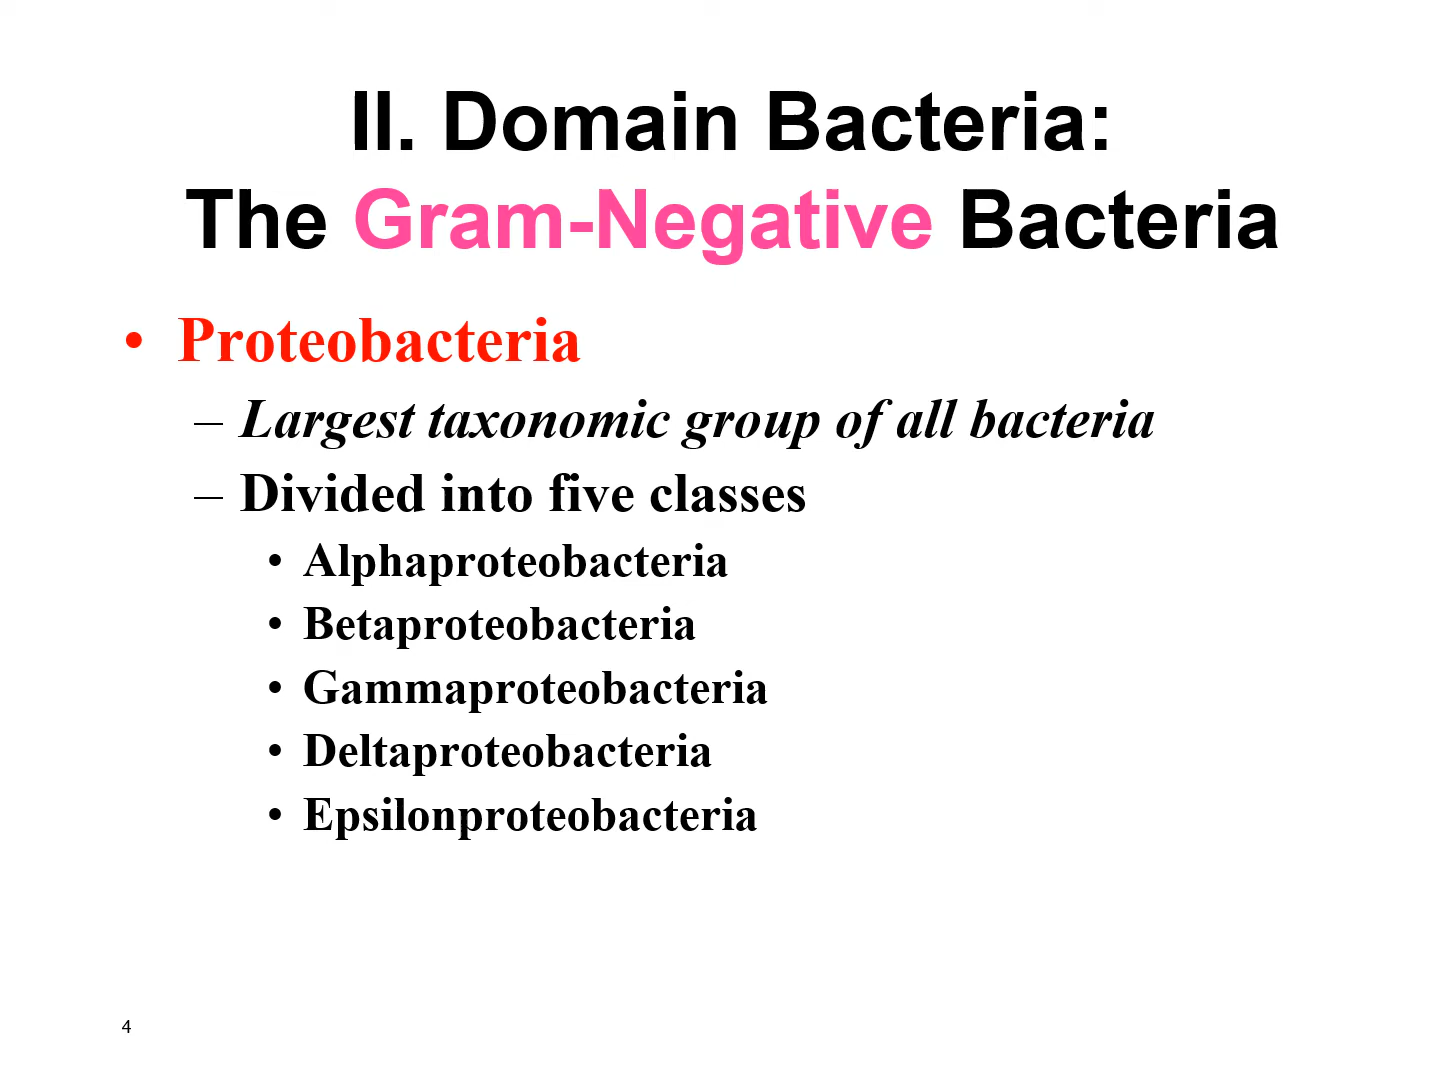 II. Domain Bacteria:
The Gram-Negative Bacteria
• Proteobacteria
– Largest taxonomic group of all bacteria
– Divided into five classes
• Alphaproteobacteria
• Betaproteobacteria
• Gammaproteobacteria
• Deltaproteobacteria
• Epsilonproteobacteria
4